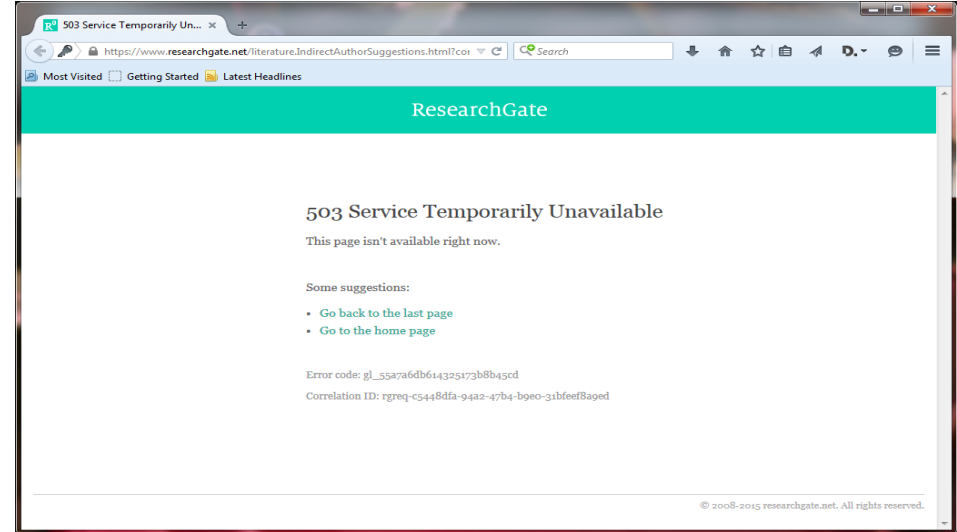 503 Service Temporarily Un...
https://www.researchgate.net/literature.IndirectAuthorSuggestions.html?cor
Search
D.
Most Visited Getting Started Latest Headlines
ResearchGate
503 Service Temporarily Unavailable
This page isn't available right now.
Some suggestions:
• Go back to the last page
• Go to the home page
Error code: gl_55a7a6db614325173b8b45cd
Correlation ID: rgreq-c5448dfa-94a2-47b4-b9e0-31bfeef8a9ed
© 2008-2015 researchgate.net. All rights reserved.